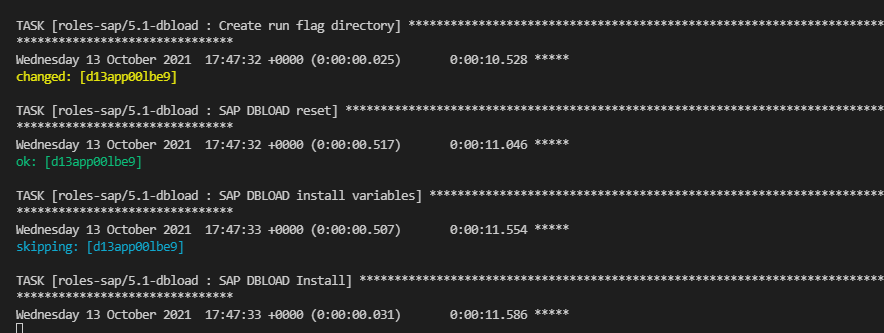 TASK [roles-sap/5.1-dbload : Create run flag directory] ********************************************************************
*******************************
Wednesday 13 October 2021  17:47:32 +0000 (0:00:00.025)       0:00:10.528 *****
changed: [d13app00lbe9]
TASK [roles-sap/5.1-dbload : SAP DBLOAD reset] *****************************************************************************
*******************************
Wednesday 13 October 2021  17:47:32 +0000 (0:00:00.517)       0:00:11.046 *****
ok: [d13app00lbe9]
TASK [roles-sap/5.1-dbload : SAP DBLOAD install variables] *****************************************************************
*******************************
Wednesday 13 October 2021  17:47:33 +0000 (0:00:00.507)       0:00:11.554 *****
skipping: [d13app00lbe9]
TASK [roles-sap/5.1-dbload : SAP DBLOAD Install] ***************************************************************************
*******************************
Wednesday 13 October 2021  17:47:33 +0000 (0:00:00.031)       0:00:11.586 *****